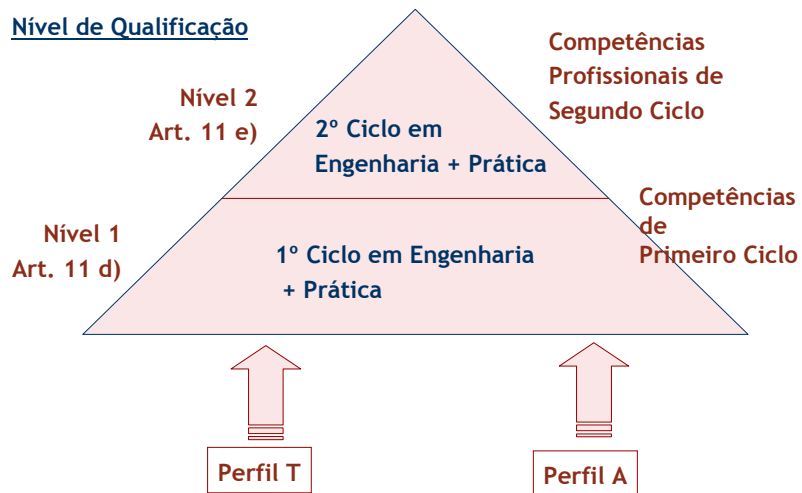 Nível de Qualificação
Competências
Profissionais de
Segundo Ciclo
Nível 2
Art. 11 e)
2º Ciclo em
Engenharia + Prática
Competências
de
Primeiro Ciclo
Nível 1
Art. 11 d)
1º Ciclo em Engenharia
+ Prática
Perfil T
Perfil A